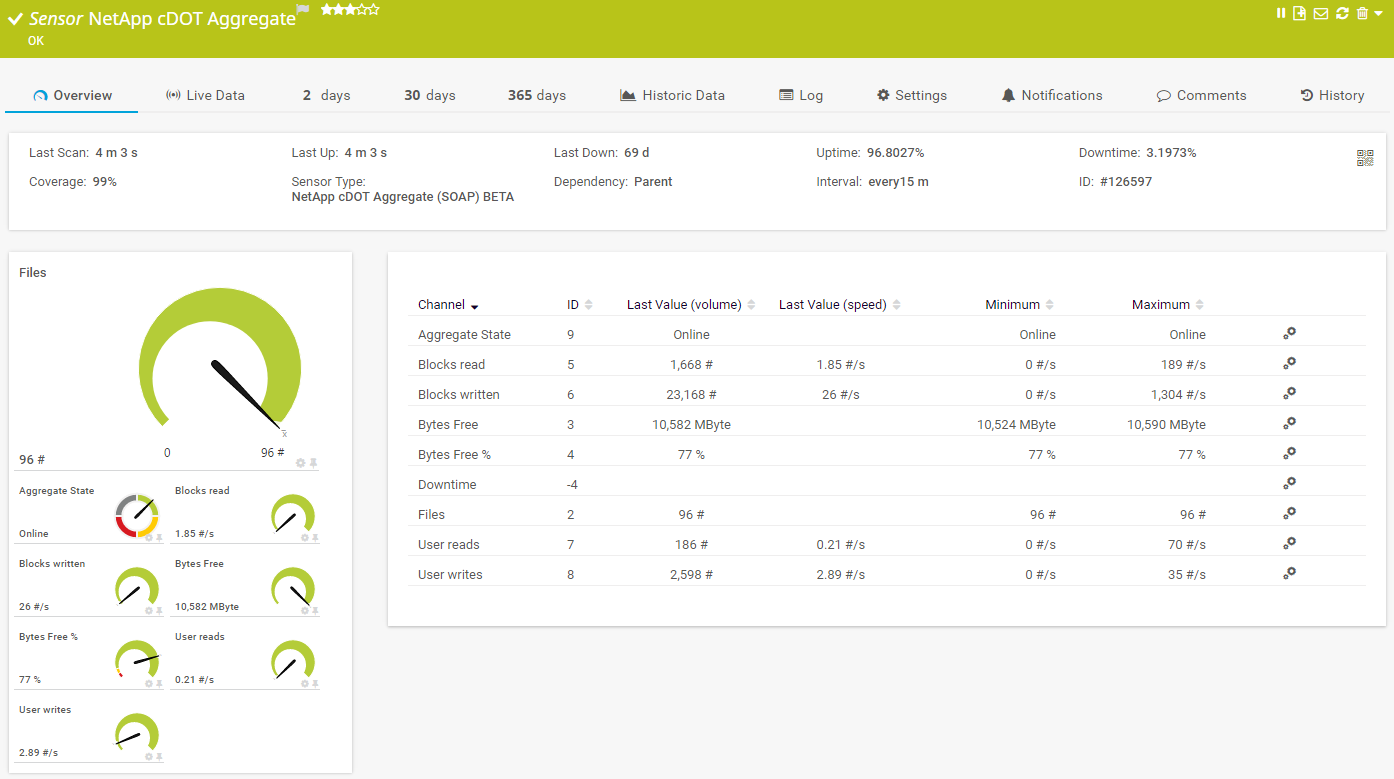 Sensor NetApp cDOT Aggregate
OK
Overview Live Data 2 days 30 days 365 days Historic Data Log Settings Notifications Comments History
Last Scan: 4 m 3 s Last Up: 4 m 3 s Last Down: 69 d Uptime: 96.8027% Downtime: 3.1973%
Coverage: 99% Sensor Type: Dependency: Parent Interval: every15 m ID: #126597
NetApp cDOT Aggregate (SOAP) BETA
Files
x̄
0 96 #
96 #
Aggregate State Blocks read
Online 1.85 #/s
Blocks written Bytes Free
26 #/s 10,582 MByte
Bytes Free % User reads
77 % 0.21 #/s
User writes
2.89 #/s
Channel ID Last Value (volume) Last Value (speed) Minimum Maximum
Aggregate State 9 Online Online Online
Blocks read 5 1,668 # 1.85 #/s 0 #/s 189 #/s
Blocks written 6 23,168 # 26 #/s 0 #/s 1,304 #/s
Bytes Free 3 10,582 MByte 10,524 MByte 10,590 MByte
Bytes Free % 4 77 % 77 % 77 %
Downtime -4
Files 2 96 # 96 # 96 #
User reads 7 186 # 0.21 #/s 0 #/s 70 #/s
User writes 8 2,598 # 2.89 #/s 0 #/s 35 #/s